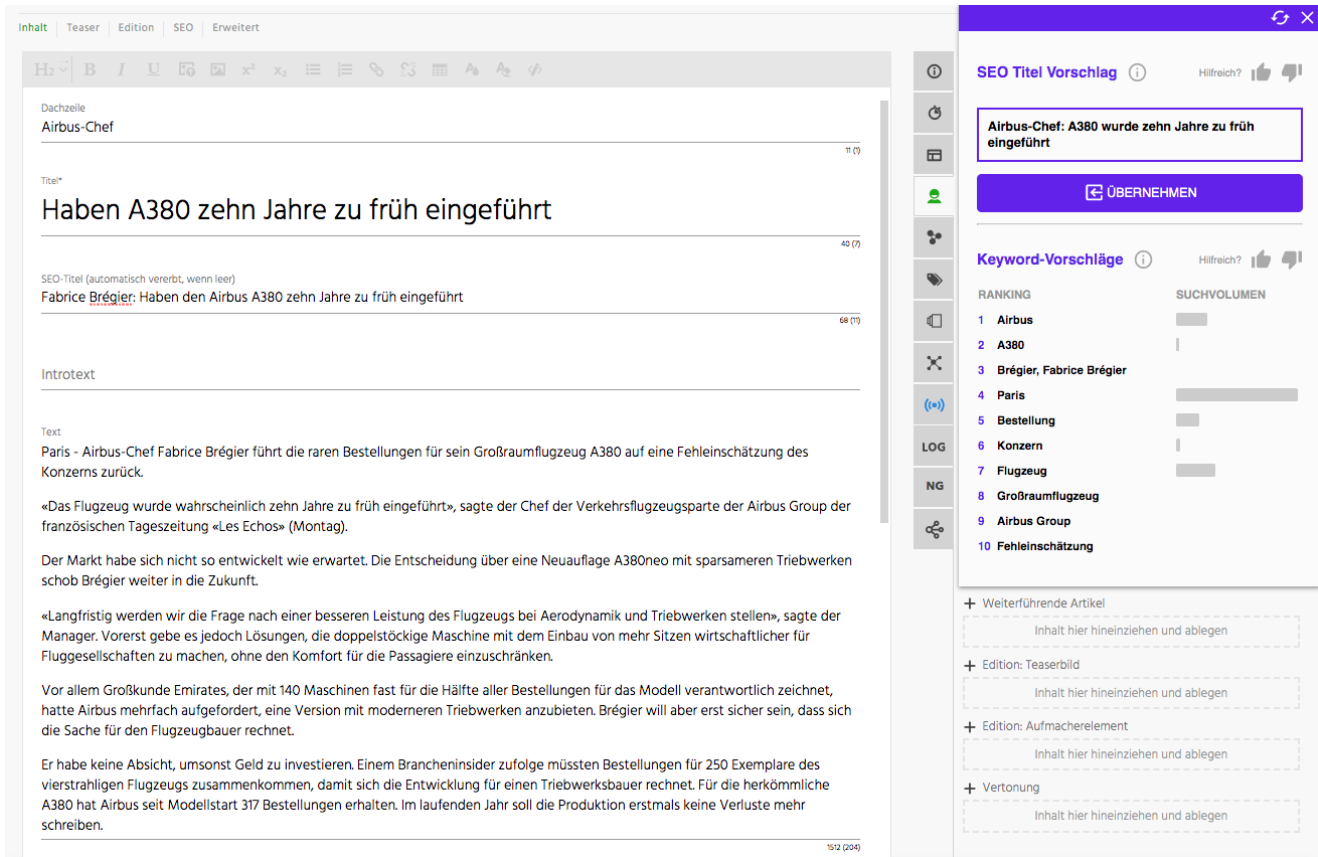 Inhalt Teaser Edition SEO Erweitert
H2 B I U x² x₂
Dachzeile
Airbus-Chef
11 (1)
Titel*
Haben A380 zehn Jahre zu früh eingeführt
40 (7)
SEO-Titel (automatisch vererbt, wenn leer)
Fabrice Brégier: Haben den Airbus A380 zehn Jahre zu früh eingeführt
68 (11)
Introtext
Text
Paris - Airbus-Chef Fabrice Brégier führt die raren Bestellungen für sein Großraumflugzeug A380 auf eine Fehleinschätzung des
Konzerns zurück.
«Das Flugzeug wurde wahrscheinlich zehn Jahre zu früh eingeführt», sagte der Chef der Verkehrsflugzeugsparte der Airbus Group der
französischen Tageszeitung «Les Echos» (Montag).
Der Markt habe sich nicht so entwickelt wie erwartet. Die Entscheidung über eine Neuauflage A380neo mit sparsameren Triebwerken
schob Brégier weiter in die Zukunft.
«Langfristig werden wir die Frage nach einer besseren Leistung des Flugzeugs bei Aerodynamik und Triebwerken stellen», sagte der
Manager. Vorerst gebe es jedoch Lösungen, die doppelstöckige Maschine mit dem Einbau von mehr Sitzen wirtschaftlicher für
Fluggesellschaften zu machen, ohne den Komfort für die Passagiere einzuschränken.
Vor allem Großkunde Emirates, der mit 140 Maschinen fast für die Hälfte aller Bestellungen für das Modell verantwortlich zeichnet,
hatte Airbus mehrfach aufgefordert, eine Version mit moderneren Triebwerken anzubieten. Brégier will aber erst sicher sein, dass sich
die Sache für den Flugzeugbauer rechnet.
Er habe keine Absicht, umsonst Geld zu investieren. Einem Brancheninsider zufolge müssten Bestellungen für 250 Exemplare des
vierstrahligen Flugzeugs zusammenkommen, damit sich die Entwicklung für einen Triebwerksbauer rechnet. Für die herkömmliche
A380 hat Airbus seit Modellstart 317 Bestellungen erhalten. Im laufenden Jahr soll die Produktion erstmals keine Verluste mehr
schreiben.
1512 (204)
LOG
NG
SEO Titel Vorschlag Hilfreich?
Airbus-Chef: A380 wurde zehn Jahre zu früh
eingeführt
ÜBERNEHMEN
Keyword-Vorschläge Hilfreich?
RANKING SUCHVOLUMEN
1 Airbus
2 A380
3 Brégier, Fabrice Brégier
4 Paris
5 Bestellung
6 Konzern
7 Flugzeug
8 Großraumflugzeug
9 Airbus Group
10 Fehleinschätzung
+ Weiterführende Artikel
Inhalt hier hineinziehen und ablegen
+ Edition: Teaserbild
Inhalt hier hineinziehen und ablegen
+ Edition: Aufmacherelement
Inhalt hier hineinziehen und ablegen
+ Vertonung
Inhalt hier hineinziehen und ablegen